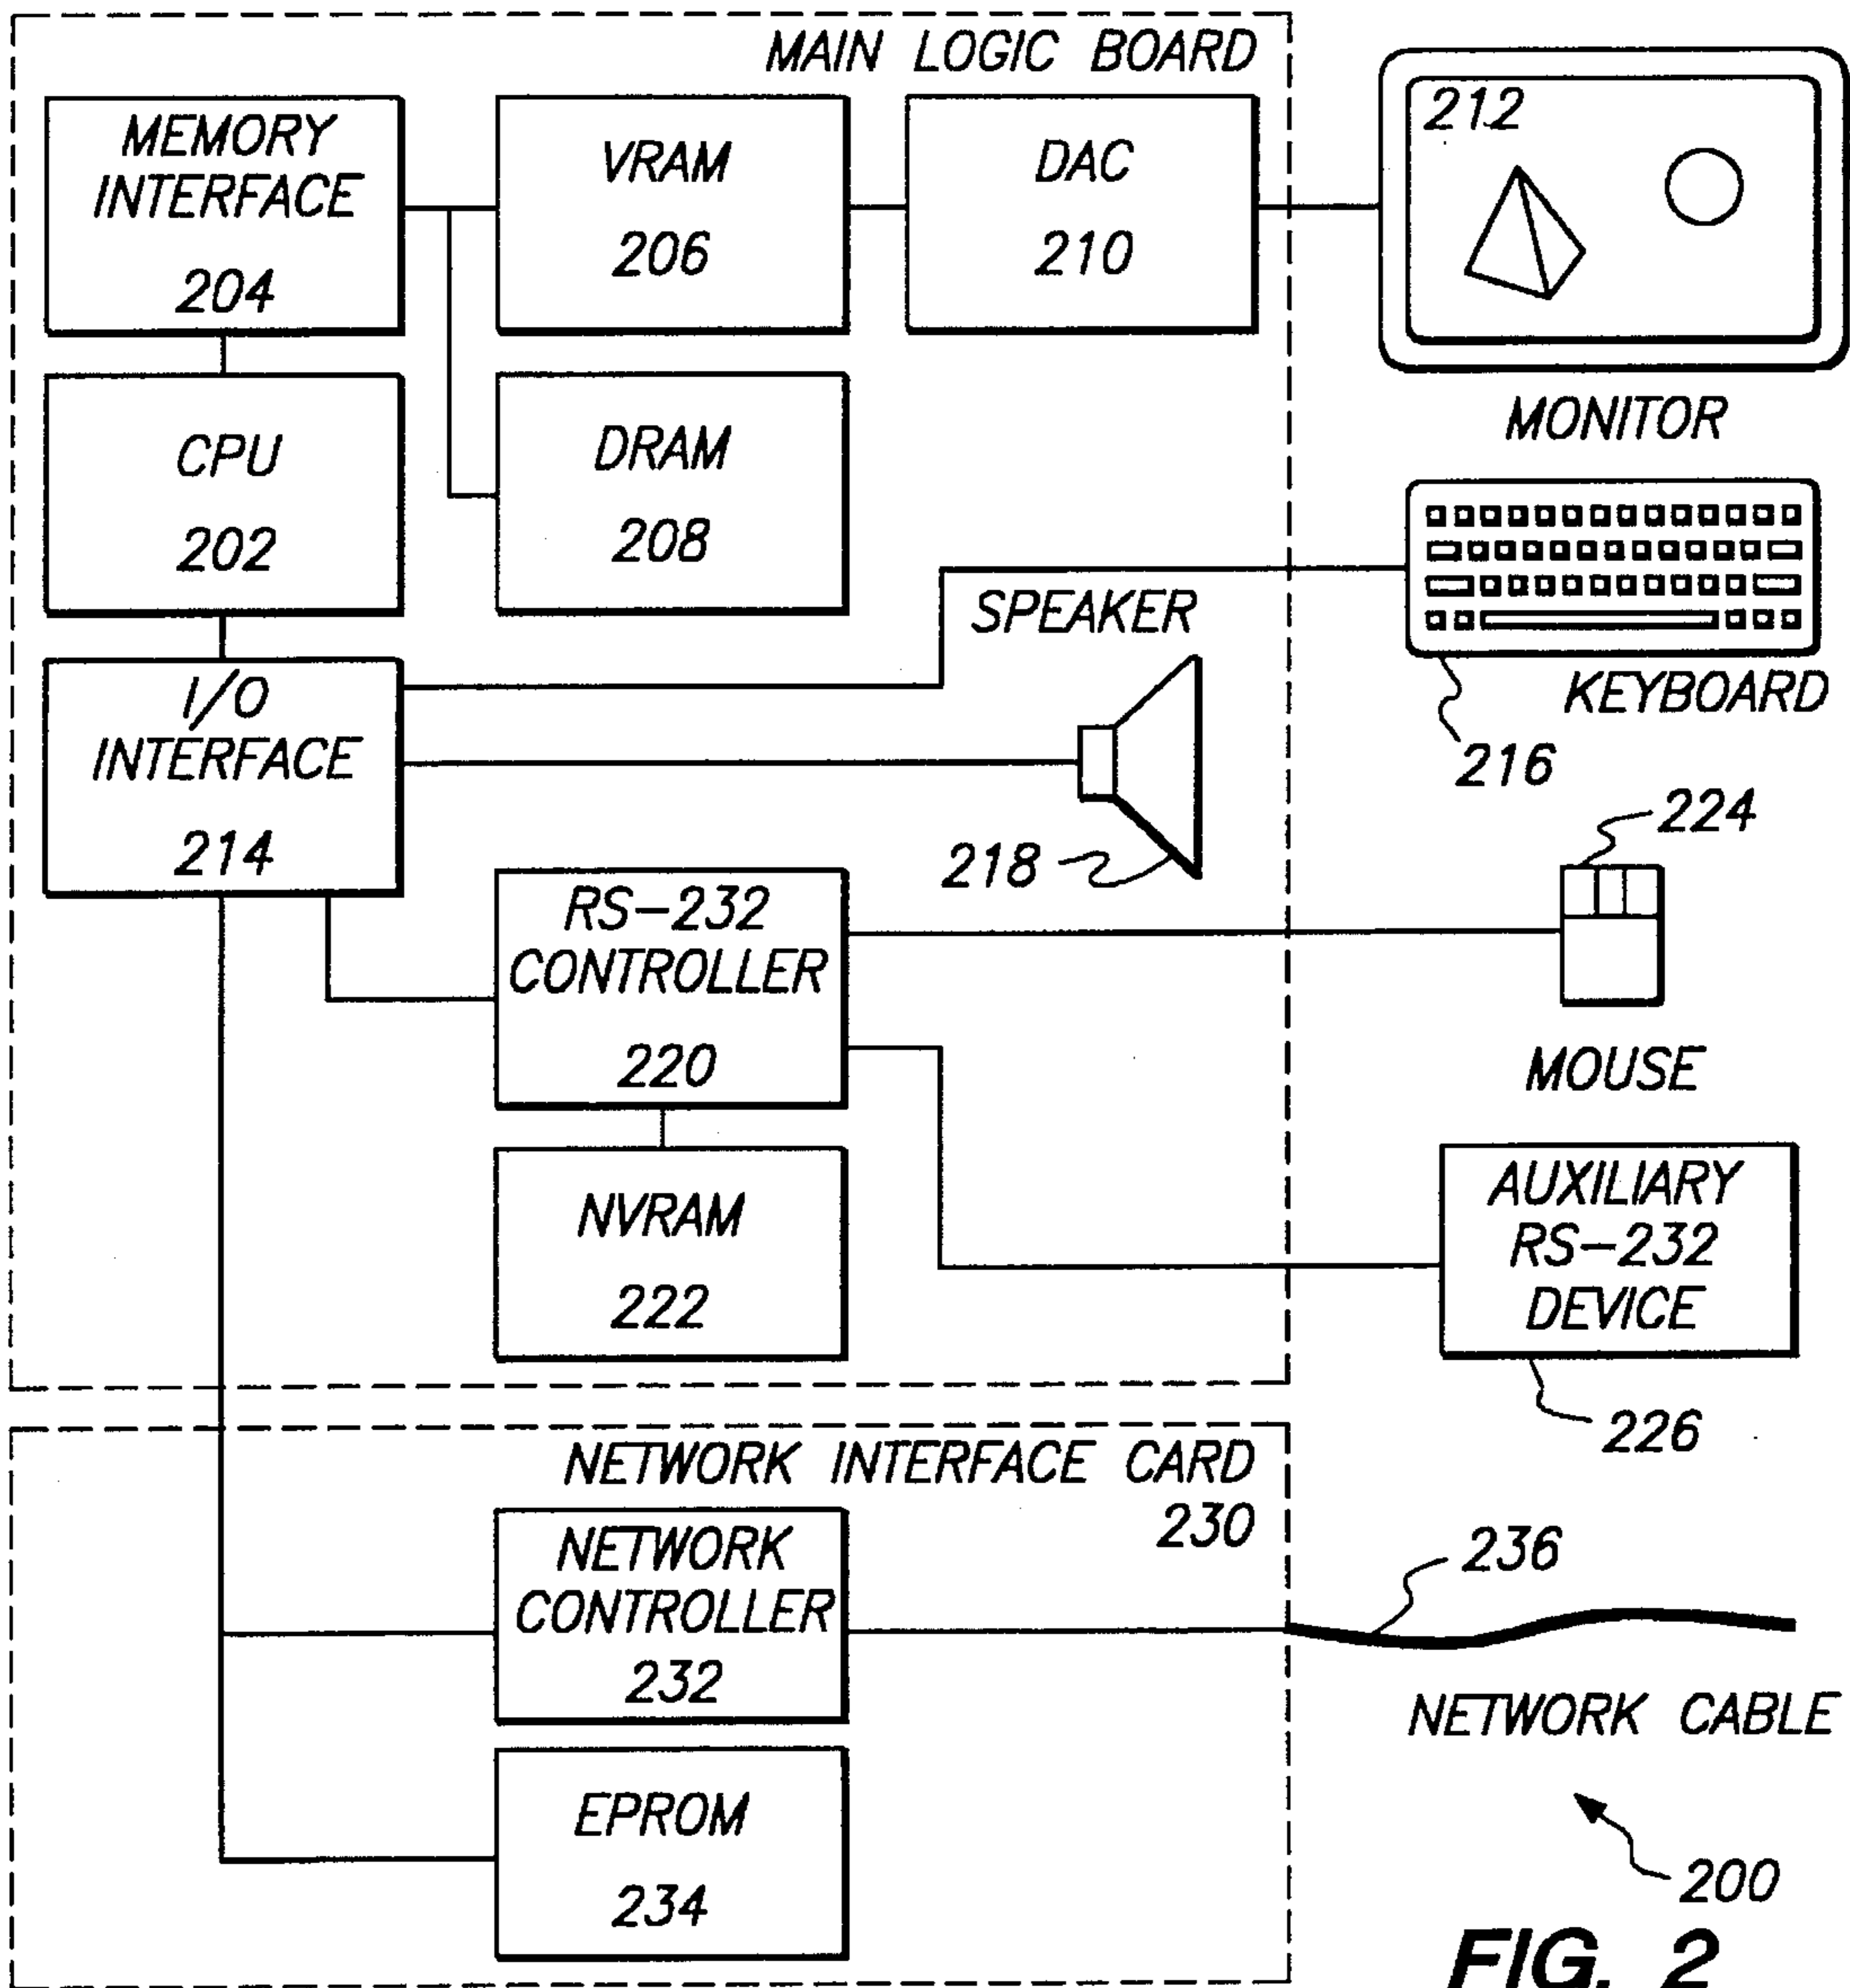 MAIN LOGIC BOARD
MEMORY
INTERFACE
204
VRAM
206
DAC
210
212
MONITOR
CPU
202
DRAM
208
SPEAKER
218
KEYBOARD
216
I/O
INTERFACE
214
224
MOUSE
RS-232
CONTROLLER
220
NVRAM
222
AUXILIARY
RS-232
DEVICE
226
NETWORK INTERFACE CARD
230
NETWORK
CONTROLLER
232
236
NETWORK CABLE
EPROM
234
200
FIG. 2